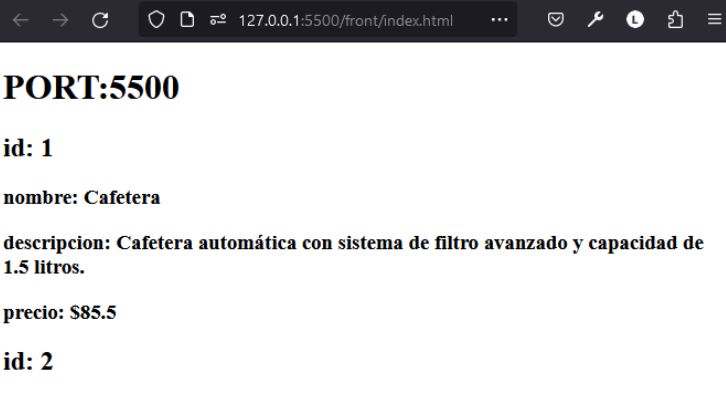 127.0.0.1:5500/front/index.html
PORT:5500
id: 1
nombre: Cafetera
descripcion: Cafetera automática con sistema de filtro avanzado y capacidad de
1.5 litros.
precio: $85.5
id: 2